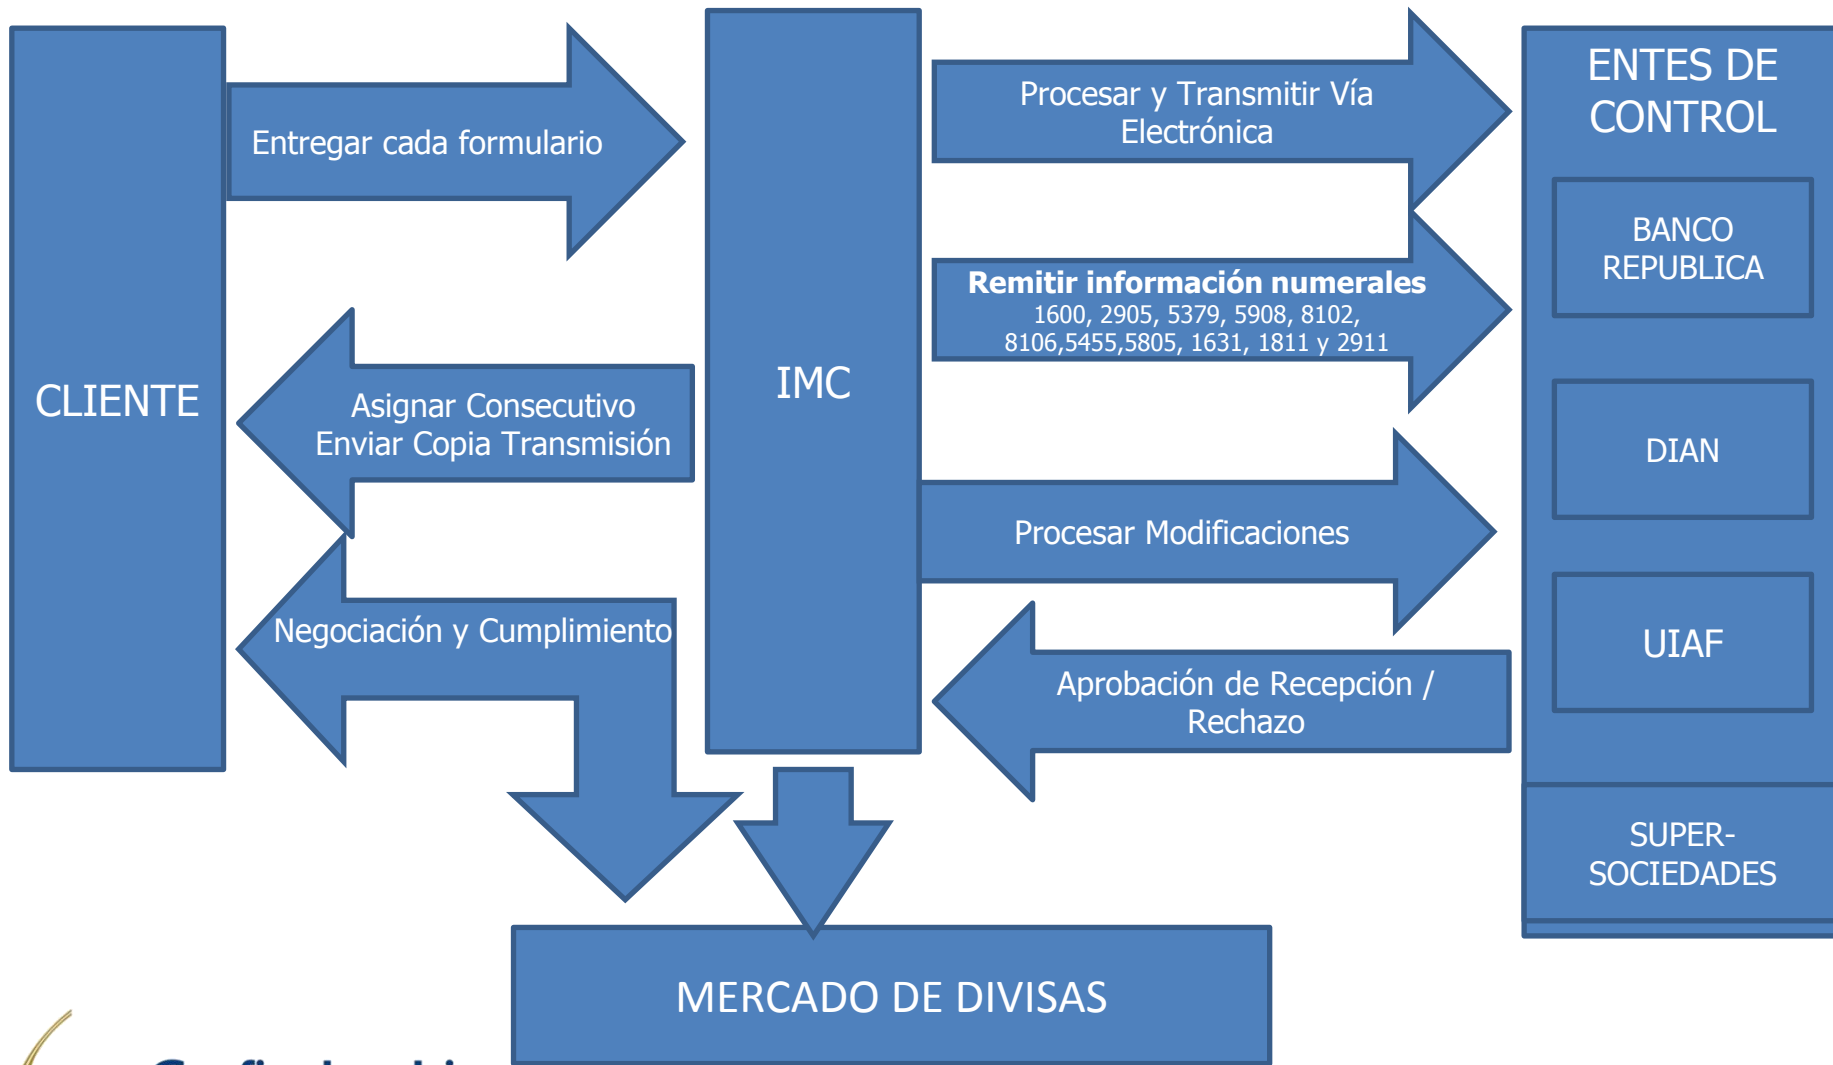 CLIENTE
Entregar cada formulario
Asignar Consecutivo
Enviar Copia Transmisión
Negociación y Cumplimiento
IMC
Procesar y Transmitir Vía
Electrónica
Remitir información numerales
1600, 2905, 5379, 5908, 8102,
8106,5455,5805, 1631, 1811 y 2911
Procesar Modificaciones
Aprobación de Recepción /
Rechazo
ENTES DE
CONTROL
BANCO
REPUBLICA
DIAN
UIAF
SUPER-
SOCIEDADES
MERCADO DE DIVISAS